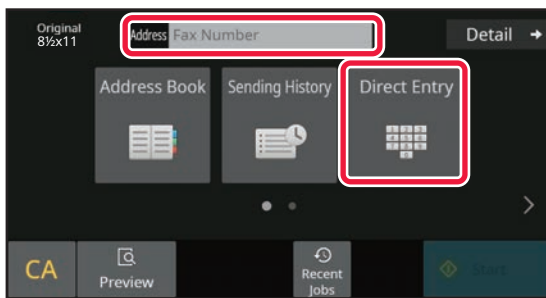 Original
8½x11
Address Fax Number
Detail
Address Book
Sending History
Direct Entry
CA
Preview
Recent
Jobs
Start